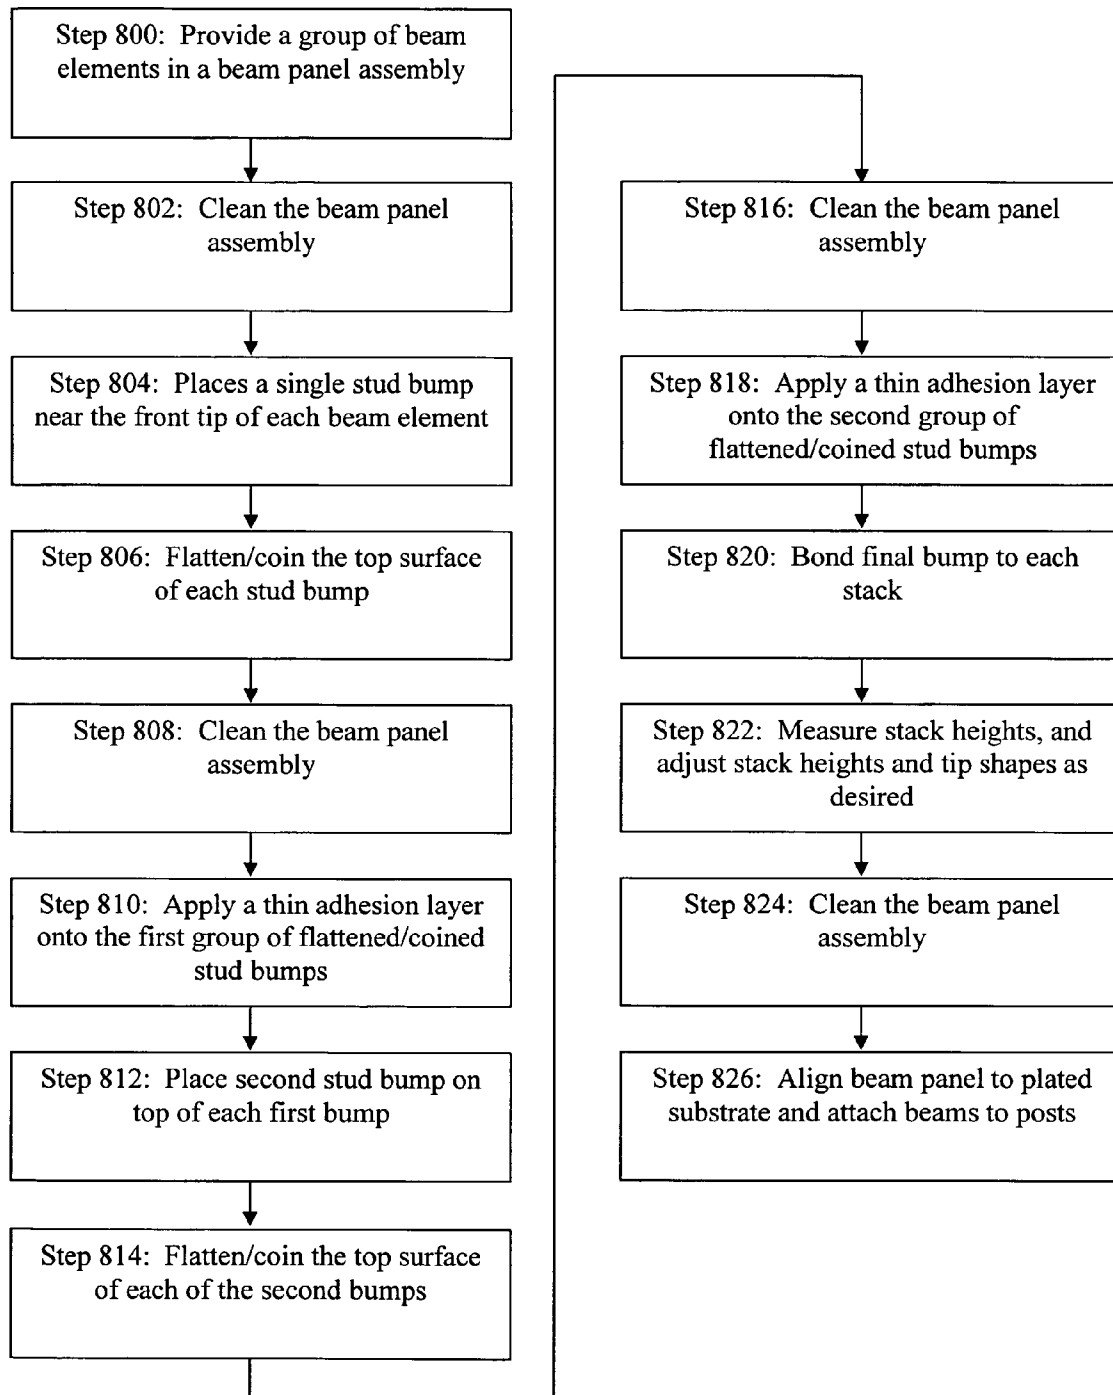 Step 800:  Provide a group of beam
elements in a beam panel assembly
Step 802:  Clean the beam panel
assembly
Step 804:  Places a single stud bump
near the front tip of each beam element
Step 806:  Flatten/coin the top surface
of each stud bump
Step 808:  Clean the beam panel
assembly
Step 810:  Apply a thin adhesion layer
onto the first group of flattened/coined
stud bumps
Step 812:  Place second stud bump on
top of each first bump
Step 814:  Flatten/coin the top surface
of each of the second bumps
Step 816:  Clean the beam panel
assembly
Step 818:  Apply a thin adhesion layer
onto the second group of
flattened/coined stud bumps
Step 820:  Bond final bump to each
stack
Step 822:  Measure stack heights, and
adjust stack heights and tip shapes as
desired
Step 824:  Clean the beam panel
assembly
Step 826:  Align beam panel to plated
substrate and attach beams to posts